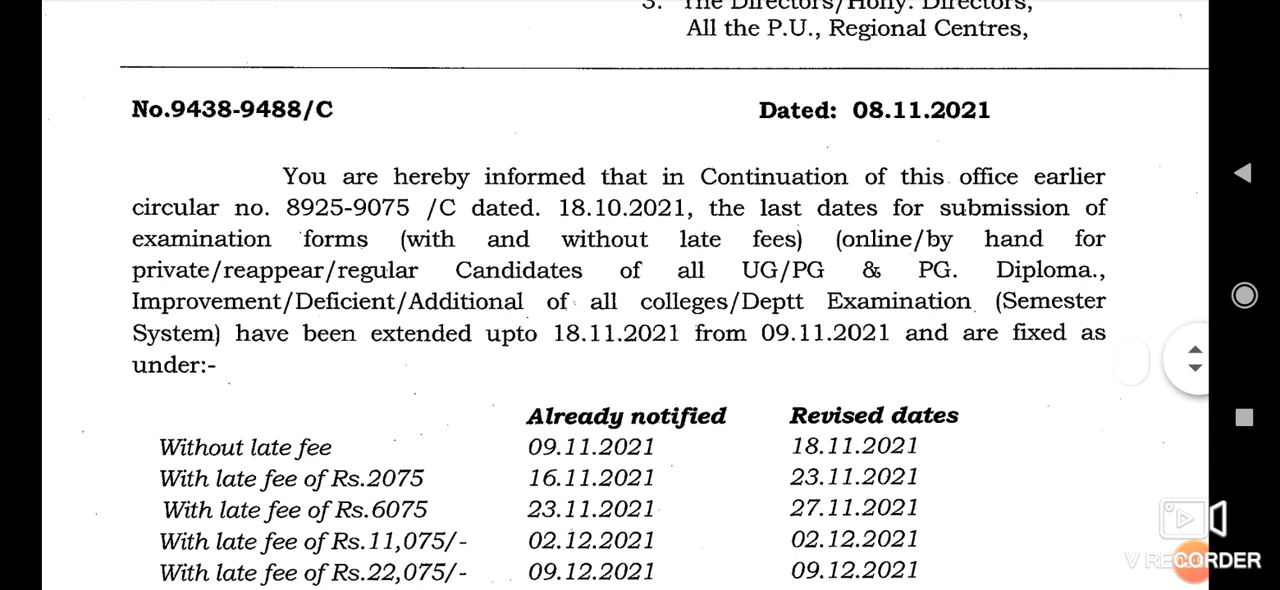 3. The Directors/Hony. Directors,
All the P.U., Regional Centres,
No.9438-9488/C Dated: 08.11.2021
You are hereby informed that in Continuation of this office earlier
circular no. 8925-9075 /C dated. 18.10.2021, the last dates for submission of
examination forms (with and without late fees) (online/by hand for
private/reappear/regular Candidates of all UG/PG & PG. Diploma.,
Improvement/Deficient/Additional of all colleges/Deptt Examination (Semester
System) have been extended upto 18.11.2021 from 09.11.2021 and are fixed as
under:-
Already notified Revised dates
Without late fee 09.11.2021 18.11.2021
With late fee of Rs.2075 16.11.2021 23.11.2021
With late fee of Rs.6075 23.11.2021 27.11.2021
With late fee of Rs.11,075/- 02.12.2021 02.12.2021
With late fee of Rs.22,075/- 09.12.2021 09.12.2021
V RECORDER